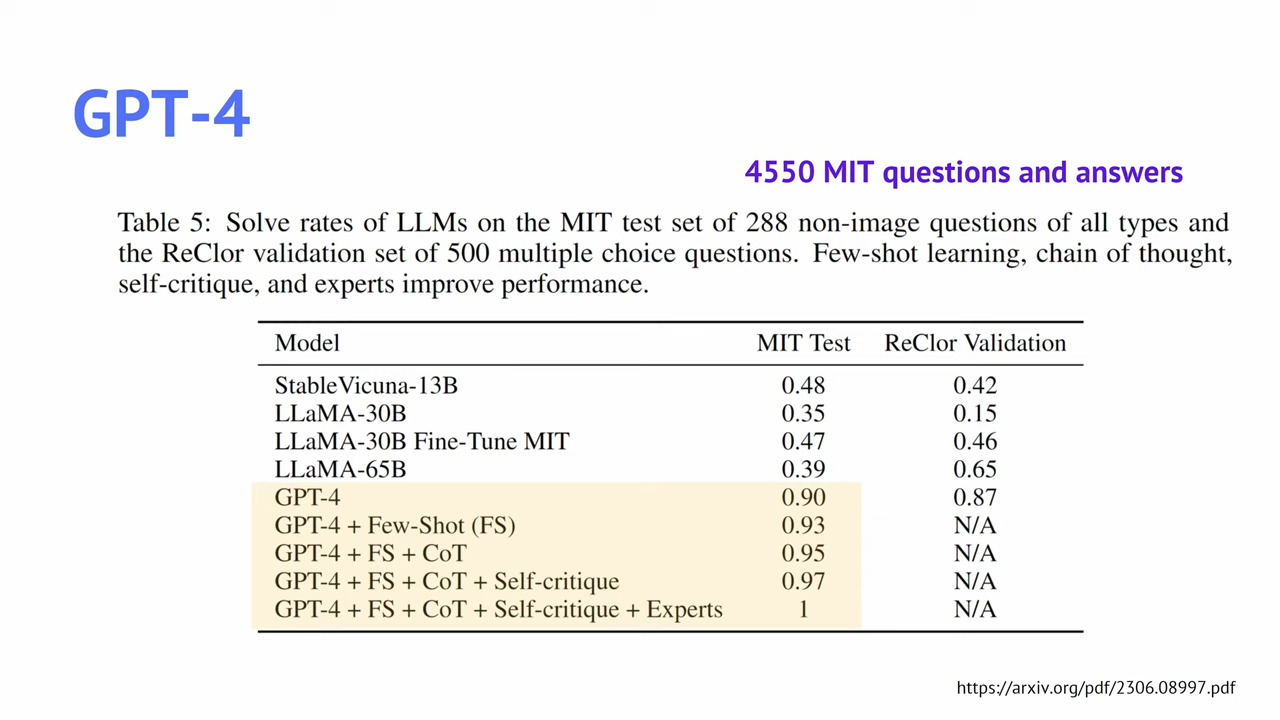 GPT-4
4550 MIT questions and answers
Table 5: Solve rates of LLMs on the MIT test set of 288 non-image questions of all types and
the ReClor validation set of 500 multiple choice questions. Few-shot learning, chain of thought,
self-critique, and experts improve performance.
Model MIT Test ReClor Validation
StableVicuna-13B 0.48 0.42
LLaMA-30B 0.35 0.15
LLaMA-30B Fine-Tune MIT 0.47 0.46
LLaMA-65B 0.39 0.65
GPT-4 0.90 0.87
GPT-4 + Few-Shot (FS) 0.93 N/A
GPT-4 + FS + CoT 0.95 N/A
GPT-4 + FS + CoT + Self-critique 0.97 N/A
GPT-4 + FS + CoT + Self-critique + Experts 1 N/A
https://arxiv.org/pdf/2306.08997.pdf